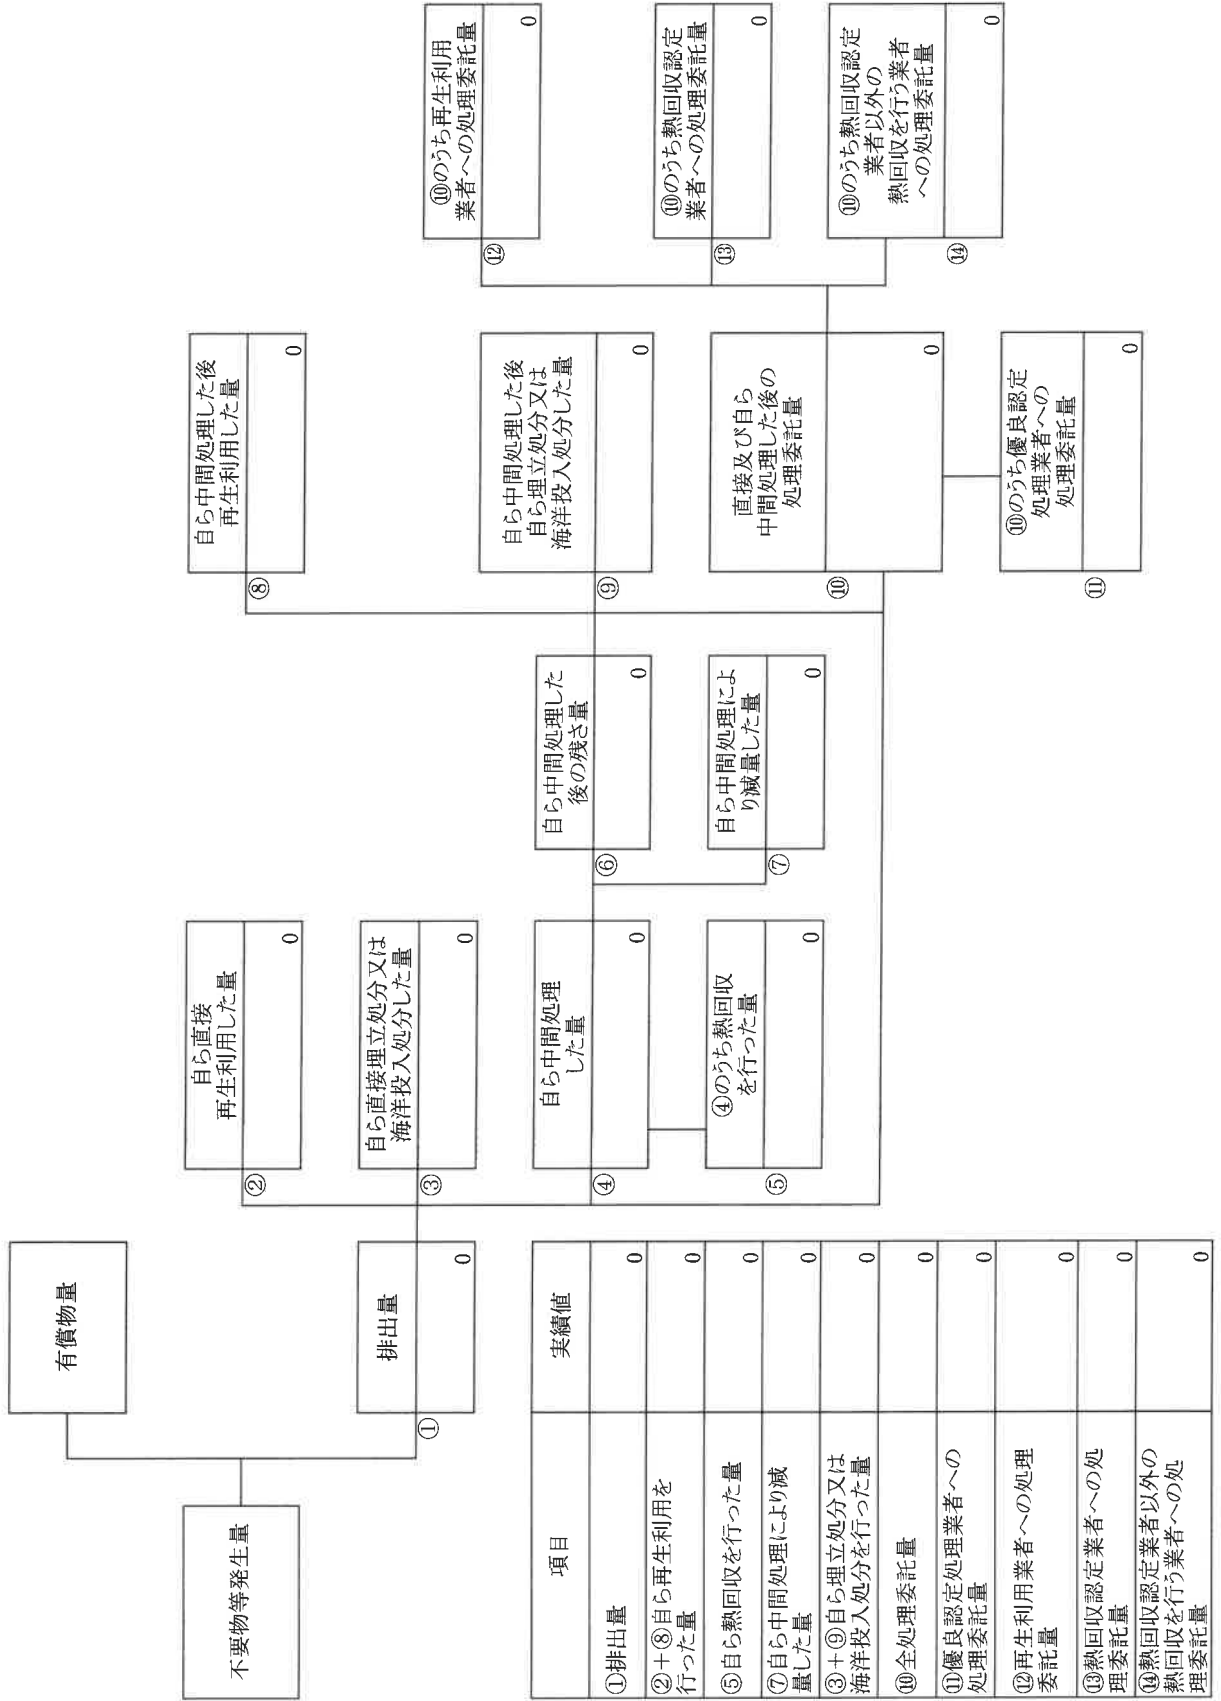 不要物等発生量
有償物量
①
排出量
0
②
自ら直接
再生利用した量
0
③
自ら直接埋立処分又は
海洋投入処分した量
0
④
自ら中間処理
した量
0
⑤
④のうち熱回収
を行った量
0
⑥
自ら中間処理した
後の残さ量
0
⑦
自ら中間処理によ
り減量した量
0
⑧
自ら中間処理した後
再生利用した量
0
⑨
自ら中間処理した後
自ら埋立処分又は
海洋投入処分した量
0
⑩
直接及び自ら
中間処理した後の
処理委託量
0
⑪
⑩のうち優良認定
処理業者への
処理委託量
0
⑫
⑩のうち再生利用
業者への処理委託量
0
⑬
⑩のうち熱回収認定
業者への処理委託量
0
⑭
⑩のうち熱回収認定
業者以外の
熱回収を行う業者
への処理委託量
0
項目 実績値
①排出量 0
②＋⑧自ら再生利用を
行った量 0
⑤自ら熱回収を行った量 0
⑦自ら中間処理により減
量した量 0
③＋⑨自ら埋立処分又は
海洋投入処分を行った量 0
⑩全処理委託量 0
⑪優良認定処理業者への
処理委託量 0
⑫再生利用業者への処理
委託量 0
⑬熱回収認定業者への処
理委託量 0
⑭熱回収認定業者以外の
熱回収を行う業者への処
理委託量 0